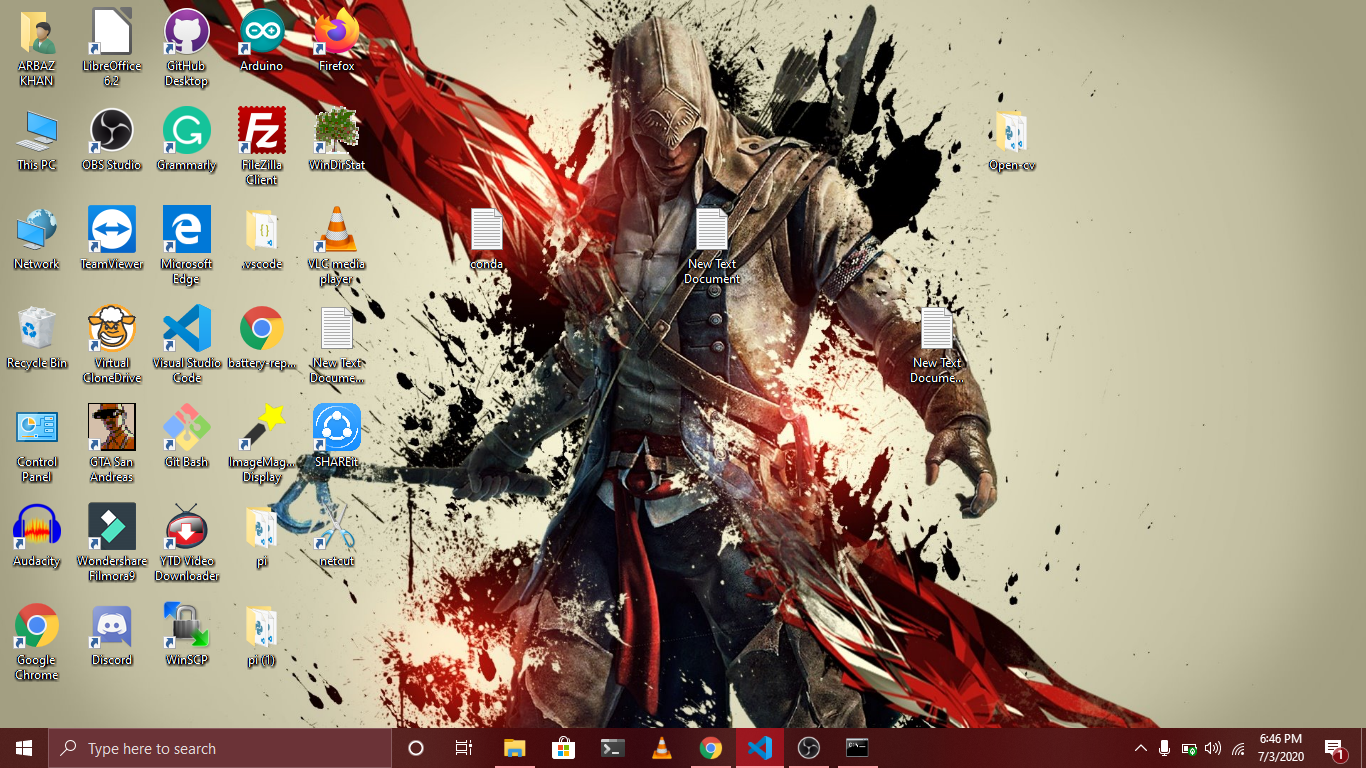 ARBAZ
KHAN
LibreOffice
6.2
GitHub
Desktop
Arduino
Firefox
This PC
OBS Studio
Grammarly
FileZilla
Client
WinDirStat
Open-cv
Network
TeamViewer
Microsoft
Edge
.vscode
VLC media
player
conda
New Text
Document
Recycle Bin
Virtual
CloneDrive
Visual Studio
Code
battery-rep...
New Text
Docume...
New Text
Docume...
Control
Panel
GTA San
Andreas
Git Bash
ImageMag...
Display
SHAREit
Audacity
Wondershare
Filmora9
YTD Video
Downloader
pi
netcut
Google
Chrome
Discord
WinSCP
pi (1)
Type here to search
6:46 PM
7/3/2020
1